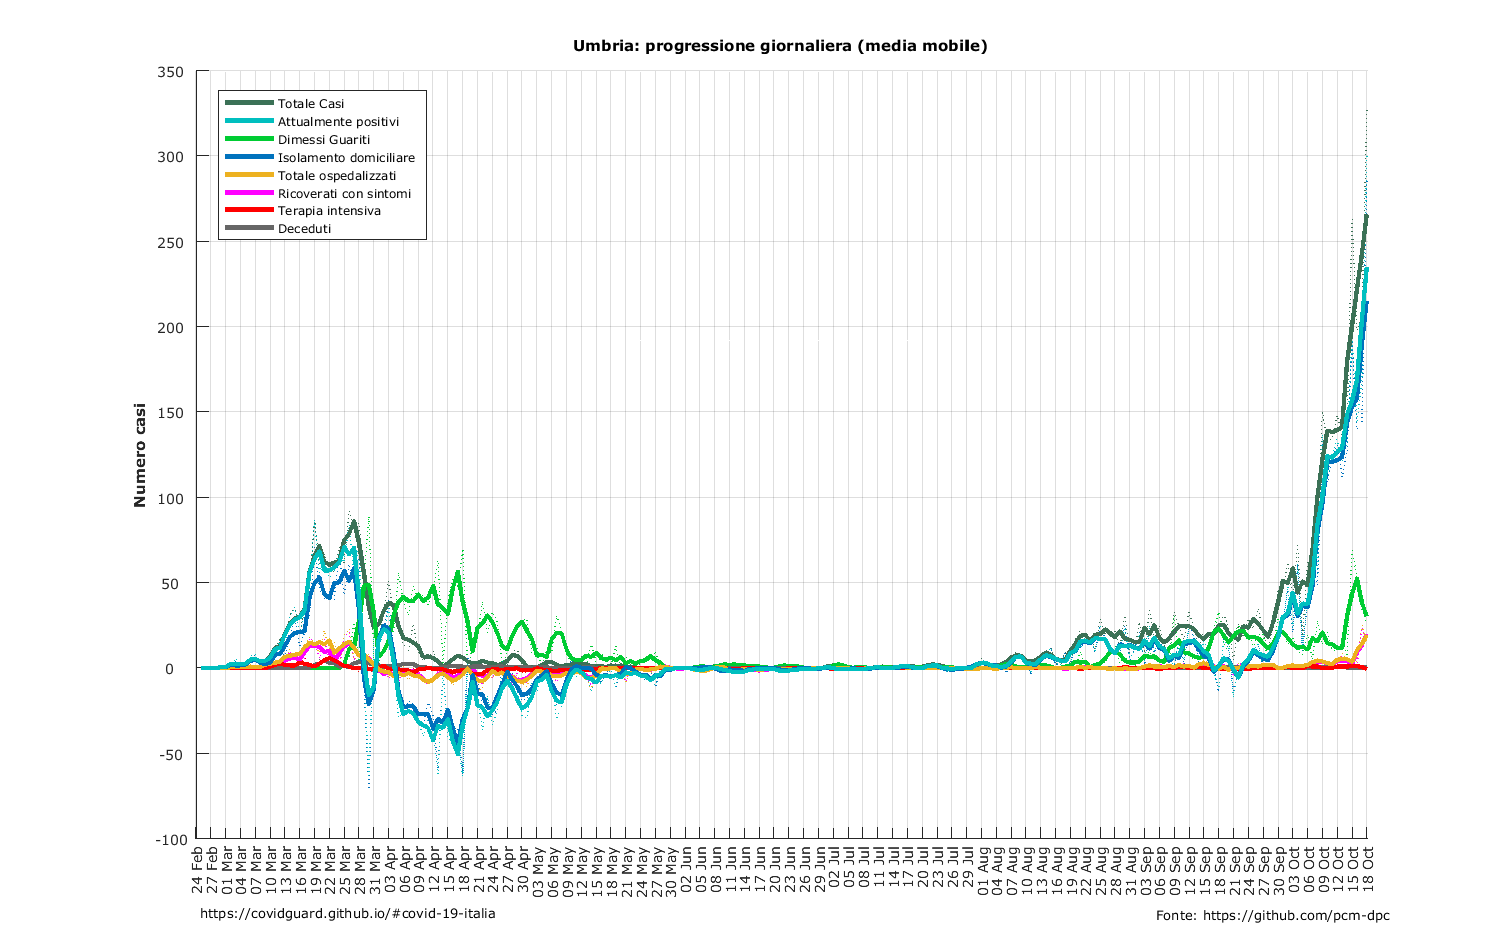 Umbria: progressione giornaliera (media mobile)
350
300
250
200
150
100
50
0
-50
-100
Numero casi
Totale Casi
Attualmente positivi
Dimessi Guariti
Isolamento domiciliare
Totale ospedalizzati
Ricoverati con sintomi
Terapia intensiva
Deceduti
24 Feb
27 Feb
01 Mar
04 Mar
07 Mar
10 Mar
13 Mar
16 Mar
19 Mar
22 Mar
25 Mar
28 Mar
31 Mar
03 Apr
06 Apr
09 Apr
12 Apr
15 Apr
18 Apr
21 Apr
24 Apr
27 Apr
30 Apr
03 May
06 May
09 May
12 May
15 May
18 May
21 May
24 May
27 May
30 May
02 Jun
05 Jun
08 Jun
11 Jun
14 Jun
17 Jun
20 Jun
23 Jun
26 Jun
29 Jun
02 Jul
05 Jul
08 Jul
11 Jul
14 Jul
17 Jul
20 Jul
23 Jul
26 Jul
29 Jul
01 Aug
04 Aug
07 Aug
10 Aug
13 Aug
16 Aug
19 Aug
22 Aug
25 Aug
28 Aug
31 Aug
03 Sep
06 Sep
09 Sep
12 Sep
15 Sep
18 Sep
21 Sep
24 Sep
27 Sep
30 Sep
03 Oct
06 Oct
09 Oct
12 Oct
15 Oct
18 Oct
https://covidguard.github.io/#covid-19-italia
Fonte: https://github.com/pcm-dpc